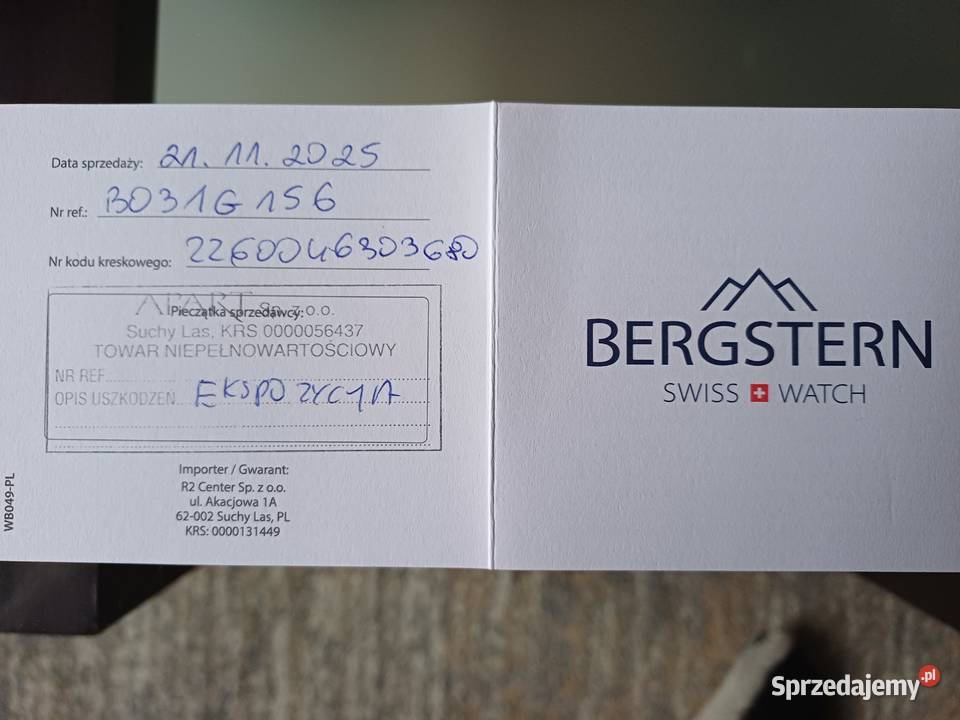 Data sprzedaży: 21. 11. 2025
Nr ref.: B031G156
Nr kodu kreskowego: 2260046303680
APART Sp. z o.o.
Pieczątka sprzedawcy:
Suchy Las, KRS 0000056437
TOWAR NIEPEŁNOWARTOŚCIOWY
NR REF.
OPIS USZKODZEŃ EKSPOZYCYJA
Importer / Gwarant:
R2 Center Sp. z o.o.
ul. Akacjowa 1A
62-002 Suchy Las, PL
KRS: 0000131449
WB049-PL
BERGSTERN
SWISS WATCH
Sprzedajemy.pl